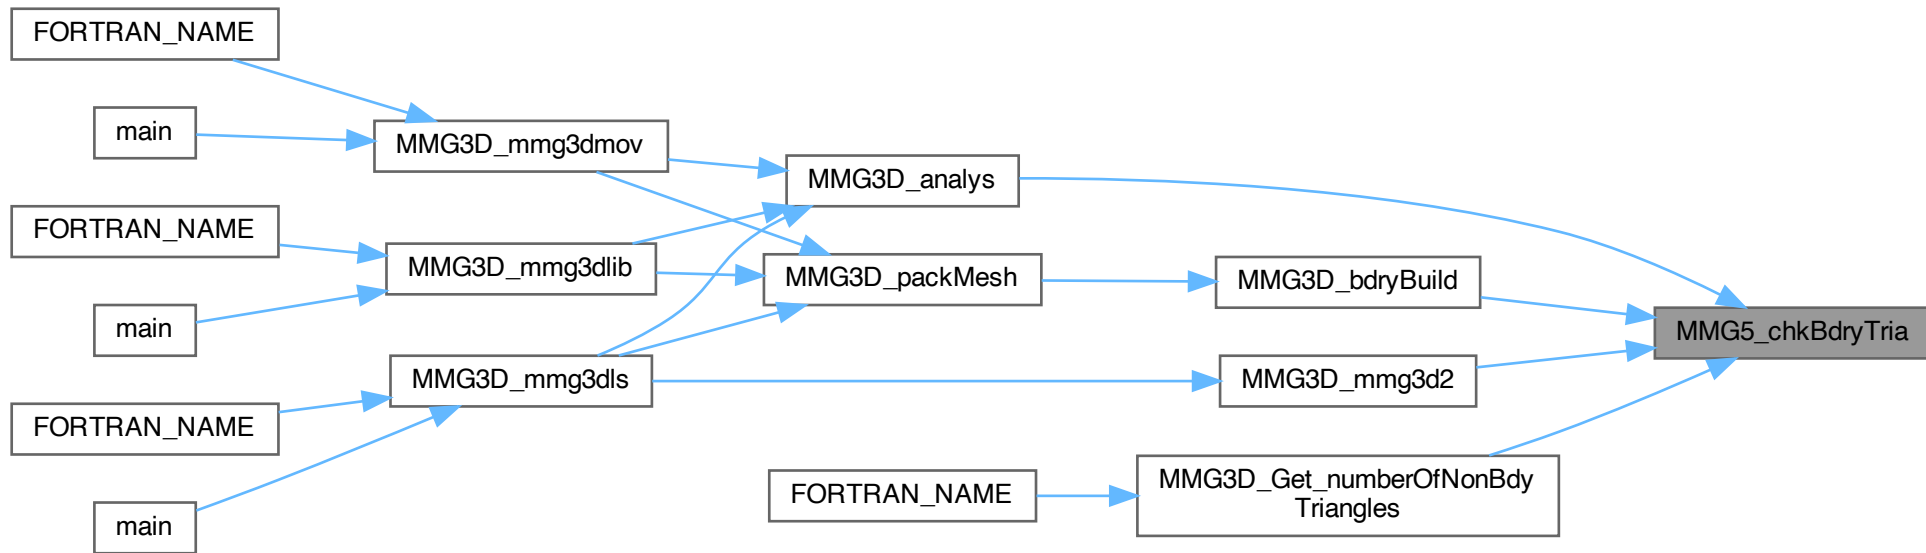 FORTRAN_NAME
main
MMG3D_mmg3dmov
MMG3D_analys
FORTRAN_NAME
MMG3D_mmg3dlib
MMG3D_packMesh
MMG3D_bdryBuild
main
MMG5_chkBdryTria
MMG3D_mmg3dls
MMG3D_mmg3d2
FORTRAN_NAME
MMG3D_Get_numberOfNonBdy
Triangles
FORTRAN_NAME
main